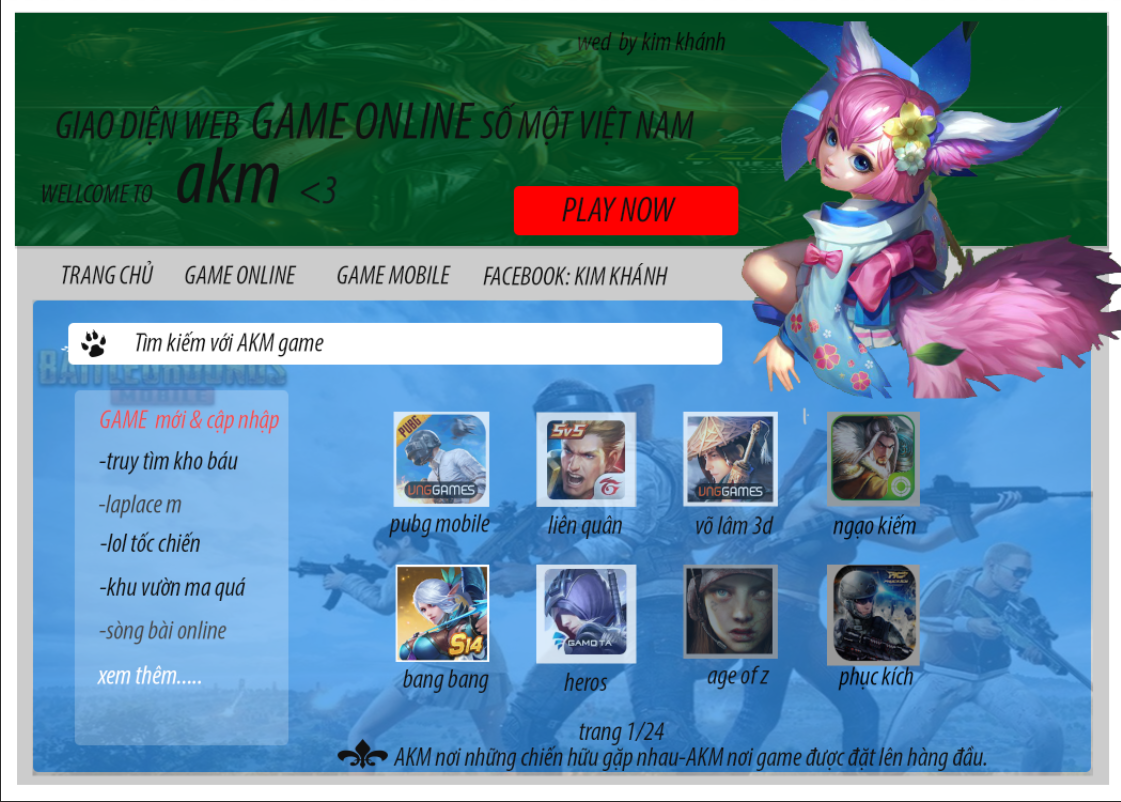 wed by kim khánh
GIAO DIỆN WEB GAME ONLINE SỐ MỘT VIỆT NAM
WELLCOME TO akm <3
PLAY NOW
TRANG CHỦ GAME ONLINE GAME MOBILE FACEBOOK: KIM KHÁNH
Tìm kiếm với AKM game
BATTLEGROUNDS
MOBILE
GAME mới & cập nhập
-truy tìm kho báu
-laplace m
-lol tốc chiến
-khu vườn ma quá
-sòng bài online
xem thêm.....
PUBG
VNGGAMES
5v5
VNGGAMES
pubg mobile liên quân võ lâm 3d ngạo kiếm
S14
GAMOTA
bang bang heros age of z phục kích
trang 1/24
AKM nơi những chiến hữu gặp nhau-AKM nơi game được đặt lên hàng đầu.